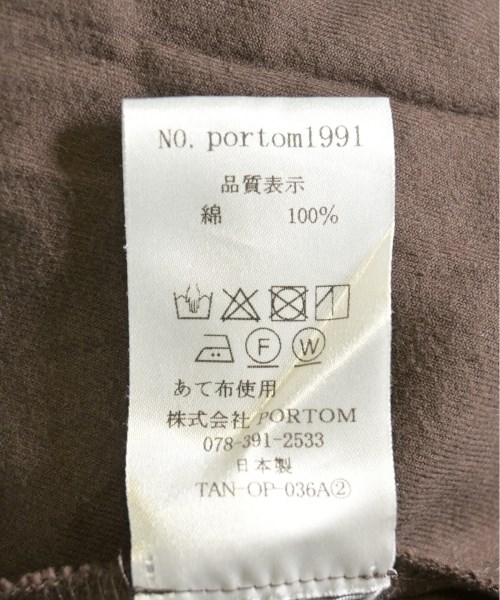 NO. portom1991
品質表示
綿 100%
F W
あて布使用
株式会社 PORTOM
078-391-2533
日本製
TAN-OP-036A②